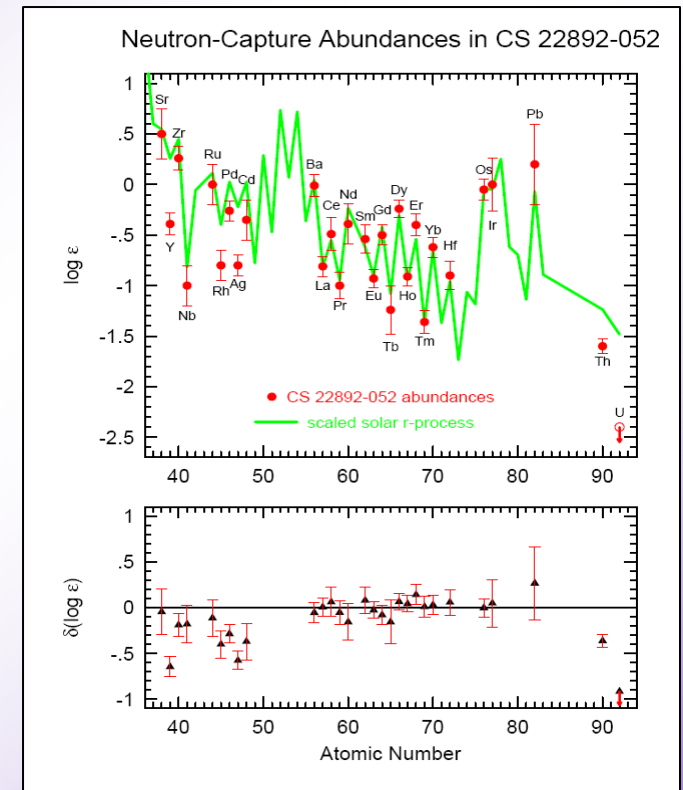 Neutron-Capture Abundances in CS 22892-052
1
.5
0
-.5
-1
-1.5
-2
-2.5
log ε
Sr
Y
Zr
Nb
Ru
Rh
Pd
Ag
Cd
Ba
La
Ce
Pr
Nd
Sm
Eu
Gd
Tb
Dy
Ho
Er
Tm
Yb
Hf
Os
Ir
Pb
Th
U
CS 22892-052 abundances
scaled solar r-process
40 50 60 70 80 90
1
.5
0
-.5
-1
δ(log ε)
40 50 60 70 80 90
Atomic Number